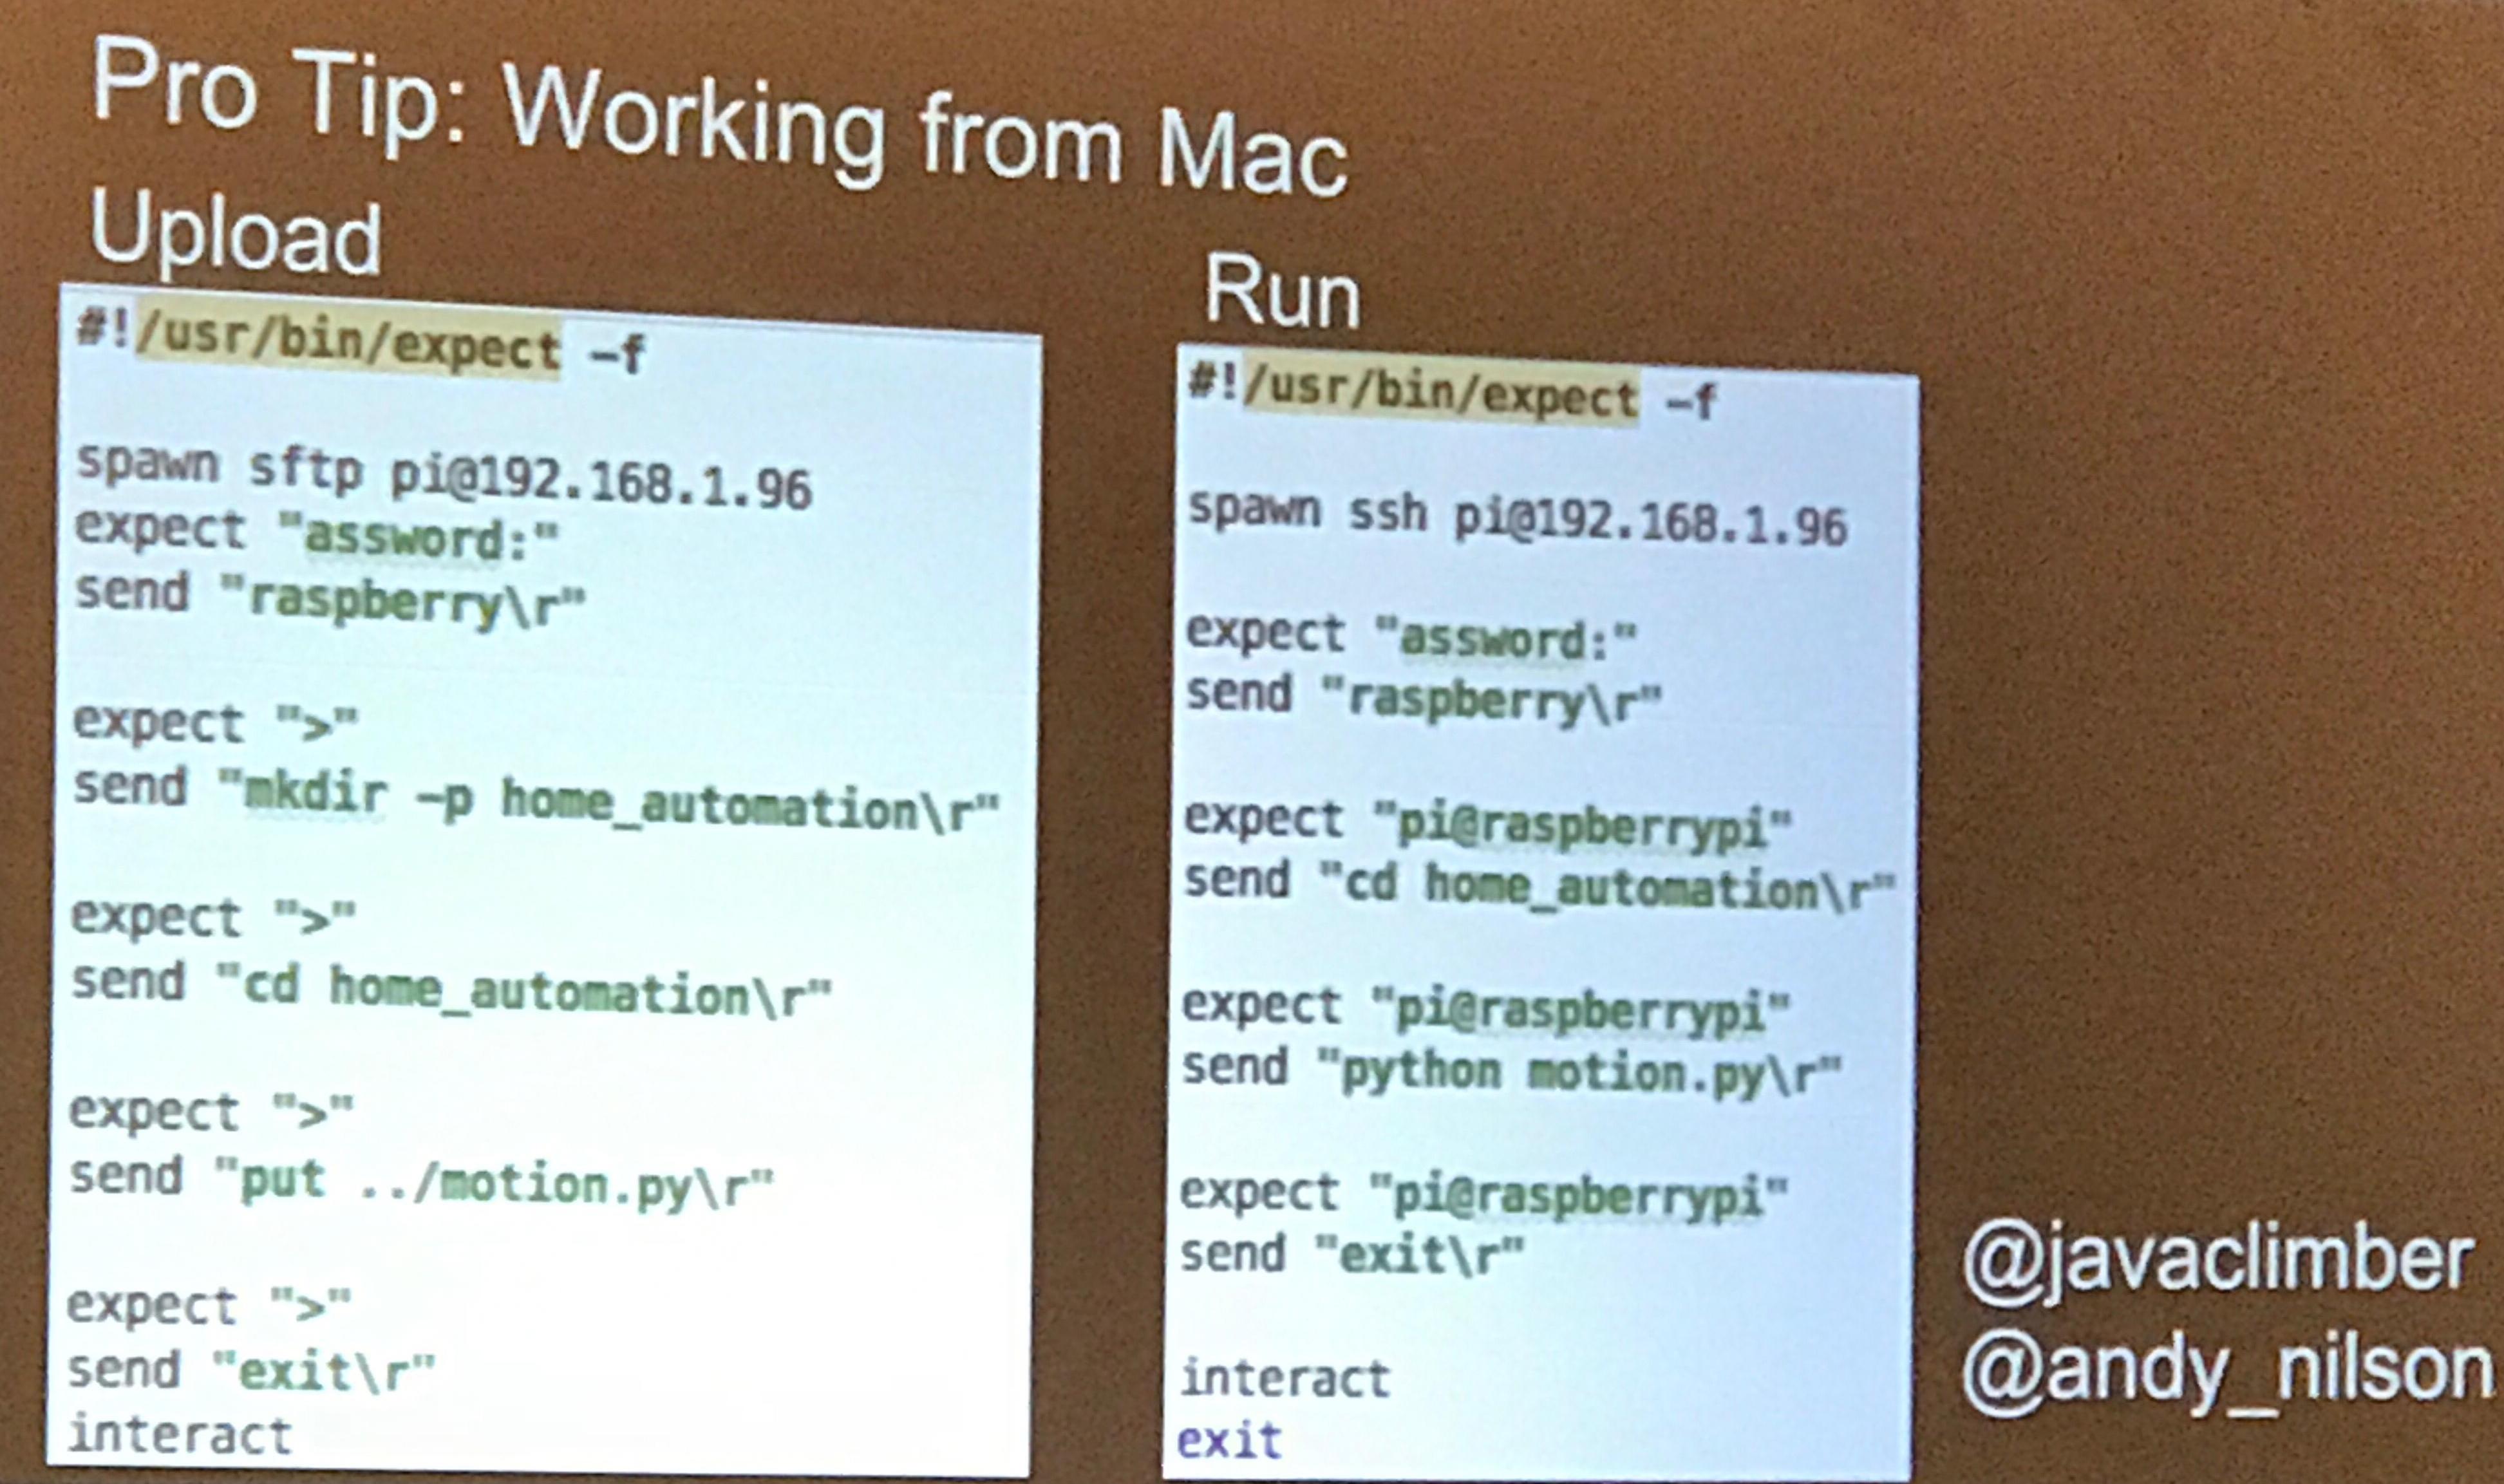 Pro Tip: Working from Mac
Upload
#!/usr/bin/expect -f
spawn sftp pi@192.168.1.96
expect "assword:"
send "raspberry\r"
expect ">"
send "mkdir -p home_automation\r"
expect ">"
send "cd home_automation\r"
expect ">"
send "put ../motion.py\r"
expect ">"
send "exit\r"
interact
Run
#!/usr/bin/expect -f
spawn ssh pi@192.168.1.96
expect "assword:"
send "raspberry\r"
expect "pi@raspberrypi"
send "cd home_automation\r"
expect "pi@raspberrypi"
send "python motion.py\r"
expect "pi@raspberrypi"
send "exit\r"
interact
exit
@javaclimber
@andy_nilson